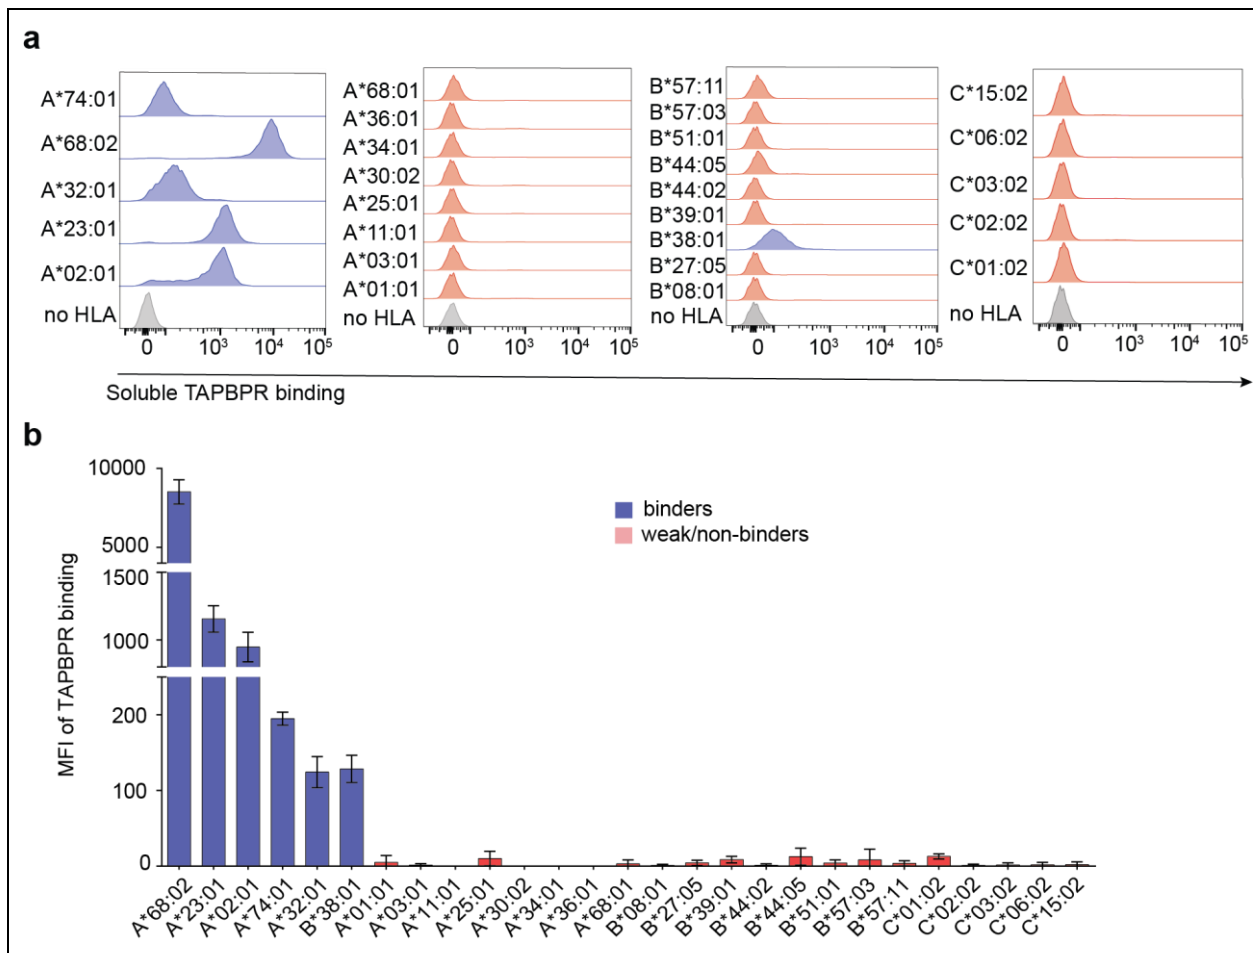 a
A*74:01
A*68:02
A*32:01
A*23:01
A*02:01
no HLA
0 10³ 10⁴ 10⁵
A*68:01
A*36:01
A*34:01
A*30:02
A*25:01
A*11:01
A*03:01
A*01:01
no HLA
0 10³ 10⁴ 10⁵
B*57:11
B*57:03
B*51:01
B*44:05
B*44:02
B*39:01
B*38:01
B*27:05
B*08:01
no HLA
0 10³ 10⁴ 10⁵
C*15:02
C*06:02
C*03:02
C*02:02
C*01:02
no HLA
0 10³ 10⁴ 10⁵
Soluble TAPBPR binding
b
MFI of TAPBPR binding
10000
5000
1500
1000
200
100
0
binders
weak/non-binders
A*68:02
A*23:01
A*02:01
A*74:01
A*32:01
B*38:01
A*01:01
A*03:01
A*11:01
A*25:01
A*30:02
A*34:01
A*36:01
A*68:01
B*08:01
B*27:05
B*39:01
B*44:02
B*44:05
B*51:01
B*57:03
B*57:11
C*01:02
C*02:02
C*03:02
C*06:02
C*15:02